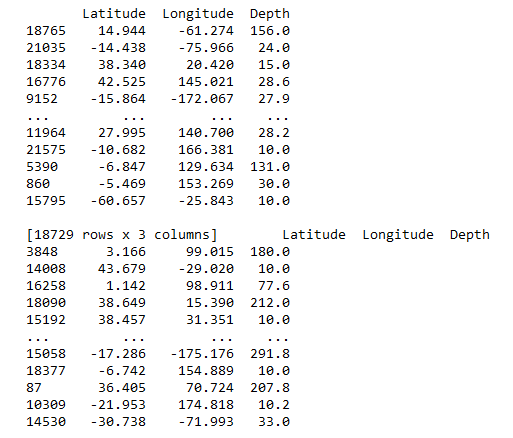 Latitude Longitude Depth
18765 14.944 -61.274 156.0
21035 -14.438 -75.966 24.0
18334 38.340 20.420 15.0
16776 42.525 145.021 28.6
9152 -15.864 -172.067 27.9
... ... ... ...
11964 27.995 140.700 28.2
21575 -10.682 166.381 10.0
5390 -6.847 129.634 131.0
860 -5.469 153.269 30.0
15795 -60.657 -25.843 10.0
[18729 rows x 3 columns] Latitude Longitude Depth
3848 3.166 99.015 180.0
14008 43.679 -29.020 10.0
16258 1.142 98.911 77.6
18090 38.649 15.390 212.0
15192 38.457 31.351 10.0
... ... ... ...
15058 -17.286 -175.176 291.8
18377 -6.742 154.889 10.0
87 36.405 70.724 207.8
10309 -21.953 174.818 10.2
14530 -30.738 -71.993 33.0